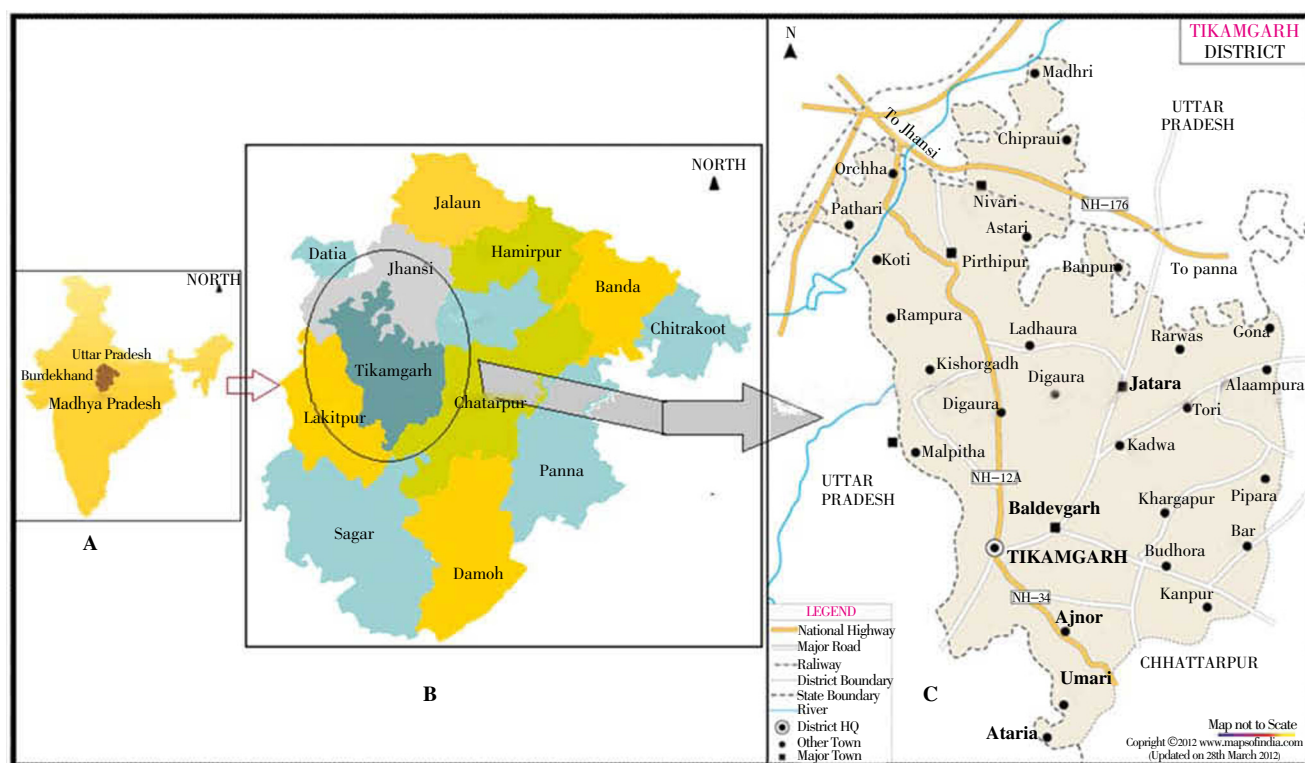 NORTH
Uttar Pradesh
Burdekhand
Madhya Pradesh
A
NORTH
Jalaun
Datia
Jhansi
Hamirpur
Banda
Chitrakoot
Tikamgarh
Lakitpur
Chatarpur
Panna
Sagar
Damoh
B
N
TIKAMGARH
DISTRICT
Madhri
UTTAR
PRADESH
To Jhansi
Chipraui
Orchha
Nivari
NH-176
Pathari
Astari
Koti
Pirthipur
Banpur
To panna
Rampura
Ladhaura
Rarwas
Gona
Kishorgadh
Digaura
Jatara
Alaampura
Digaura
Tori
Malpitha
Kadwa
UTTAR
PRADESH
NH-12A
Khargapur
Pipara
Baldevgarh
Bar
TIKAMGARH
Budhora
NH-34
Kanpur
Ajnor
CHHATTARPUR
Umari
C
Ataria
LEGEND
National Highway
Major Road
Raliway
District Boundary
State Boundary
River
District HQ
Other Town
Major Town
Map not to Scale
Copright ©2012 www.mapsofindia.com
(Updated on 28th March 2012)